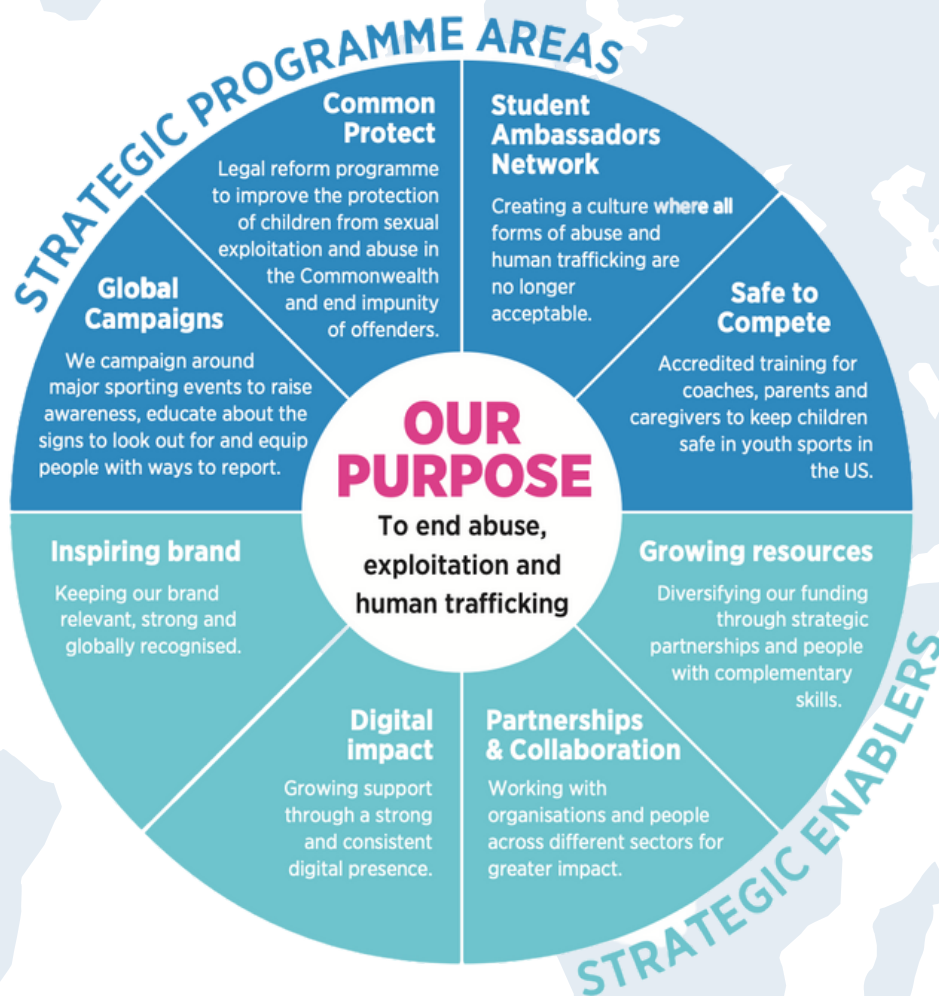 STRATEGIC PROGRAMME AREAS
Common
Protect
Legal reform programme
to improve the protection
of children from sexual
exploitation and abuse in
the Commonwealth
and end impunity
of offenders.
Student
Ambassadors
Network
Creating a culture where all
forms of abuse and
human trafficking are
no longer
acceptable.
Global
Campaigns
We campaign around
major sporting events to raise
awareness, educate about the
signs to look out for and equip
people with ways to report.
Safe to
Compete
Accredited training for
coaches, parents and
caregivers to keep children
safe in youth sports in
the US.
OUR
PURPOSE
To end abuse,
exploitation and
human trafficking
Inspiring brand
Keeping our brand
relevant, strong and
globally recognised.
Growing resources
Diversifying our funding
through strategic
partnerships and people
with complementary
skills.
Digital
impact
Growing support
through a strong
and consistent
digital presence.
Partnerships
& Collaboration
Working with
organisations and people
across different sectors for
greater impact.
STRATEGIC ENABLERS